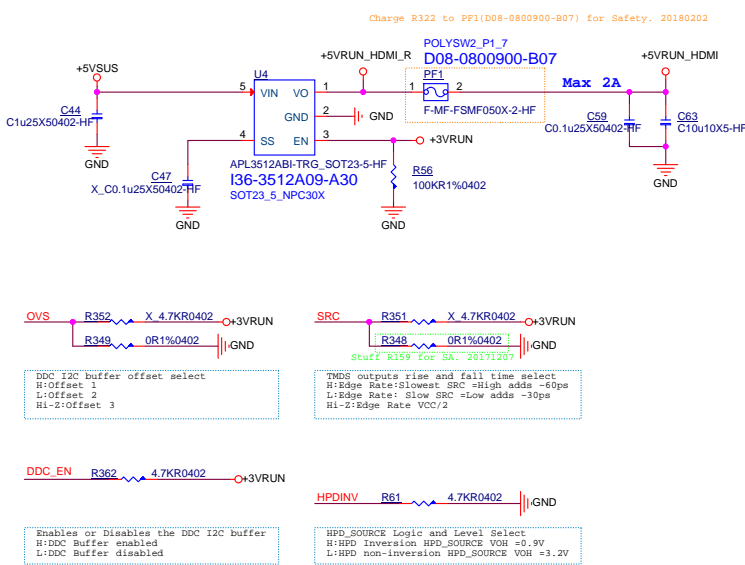 Charge R322 to PF1(D08-0800900-B07) for Safety. 20180202
POLYSW2_P1_7
D08-0800900-B07
+5VSUS
+5VRUN_HDMI_R
+5VRUN_HDMI
U4
PF1
5 VIN VO 1
1 2
Max 2A
C44
C1u25X50402-HF
GND 2
GND
F-MF-FSMF050X-2-HF
C59
C0.1u25X50402-HF
C63
C10u10X5-HF
4 SS EN 3
+3VRUN
GND
APL3512ABI-TRG_SOT23-5-HF
I36-3512A09-A30
SOT23_5_NPC30X
C47
X_C0.1u25X50402-HF
R56
100KR1%0402
GND
GND
GND
OVS
R352
X_4.7KR0402
+3VRUN
R349
0R1%0402
GND
SRC
R351
X_4.7KR0402
+3VRUN
R348
0R1%0402
GND
Stuff R159 for SA. 20171207
DDC I2C buffer offset select
H:Offset 1
L:Offset 2
Hi-Z:Offset 3
TMDS outputs rise and fall time select
H:Edge Rate:Slowest SRC =High adds ~60ps
L:Edge Rate: Slow SRC =Low adds ~30ps
Hi-Z:Edge Rate VCC/2
DDC_EN
R362
4.7KR0402
+3VRUN
HPDINV
R61
4.7KR0402
GND
Enables or Disables the DDC I2C buffer
H:DDC Buffer enabled
L:DDC Buffer disabled
HPD_SOURCE Logic and Level Select
H:HPD Inversion HPD_SOURCE VOH =0.9V
L:HPD non-inversion HPD_SOURCE VOH =3.2V